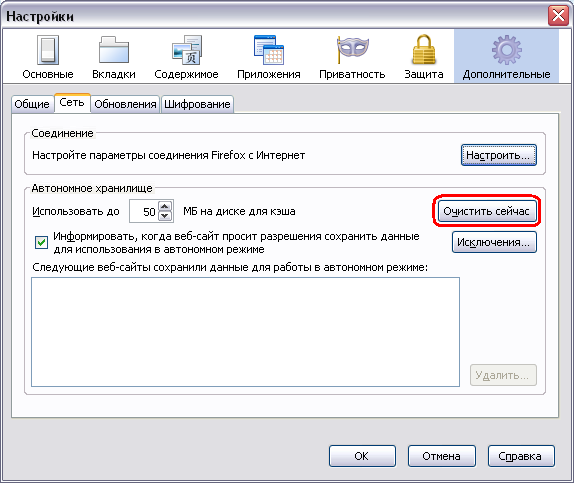 Настройки
Основные
Вкладки
Содержимое
Приложения
Приватность
Защита
Дополнительные
Общие
Сеть
Обновления
Шифрование
Соединение
Настройте параметры соединения Firefox с Интернет
Настроить...
Автономное хранилище
Использовать до
50
МБ на диске для кэша
Очистить сейчас
Информировать, когда веб-сайт просит разрешения сохранить данные
для использования в автономном режиме
Исключения...
Следующие веб-сайты сохранили данные для работы в автономном режиме:
Удалить...
OK
Отмена
Справка